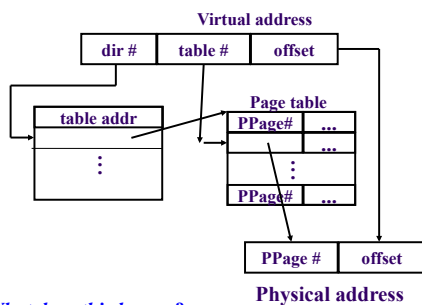 Virtual address
dir # table # offset
Page table
table addr
PPage# ...
...
⋮
⋮
PPage# ...
PPage # offset
Physical address